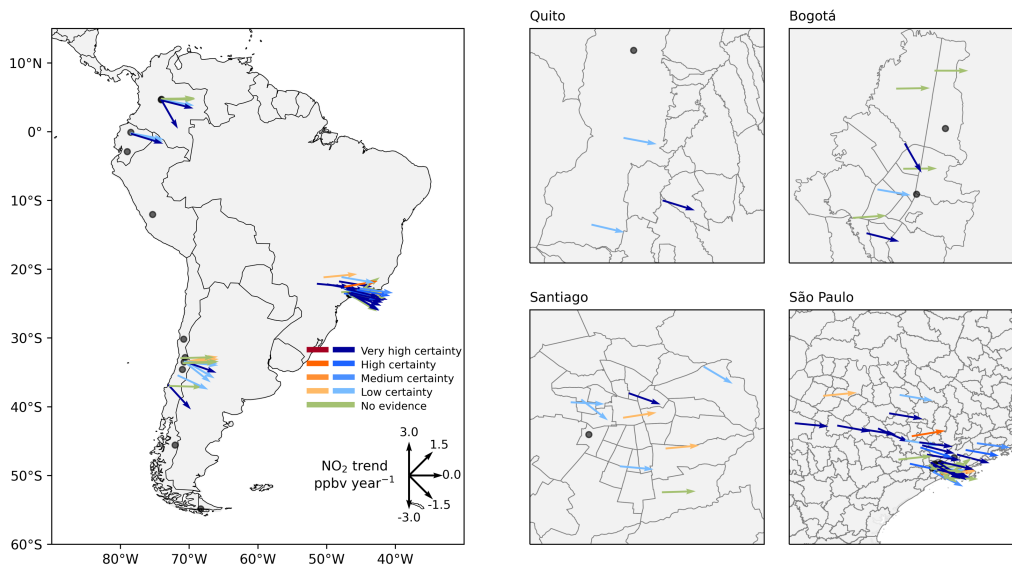 Quito
Bogotá
10°N
0°
10°S
20°S
30°S
40°S
50°S
60°S
80°W
70°W
60°W
50°W
40°W
Very high certainty
High certainty
Medium certainty
Low certainty
No evidence
NO₂ trend
ppbv year⁻¹
3.0
1.5
0.0
-1.5
-3.0
Santiago
São Paulo